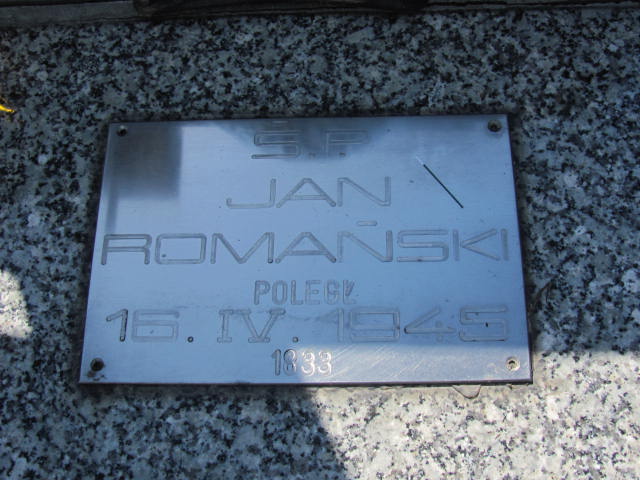 Ś.P.
JAN
ROMAŃSKI
POLEGŁ
16. IV. 1945
1833